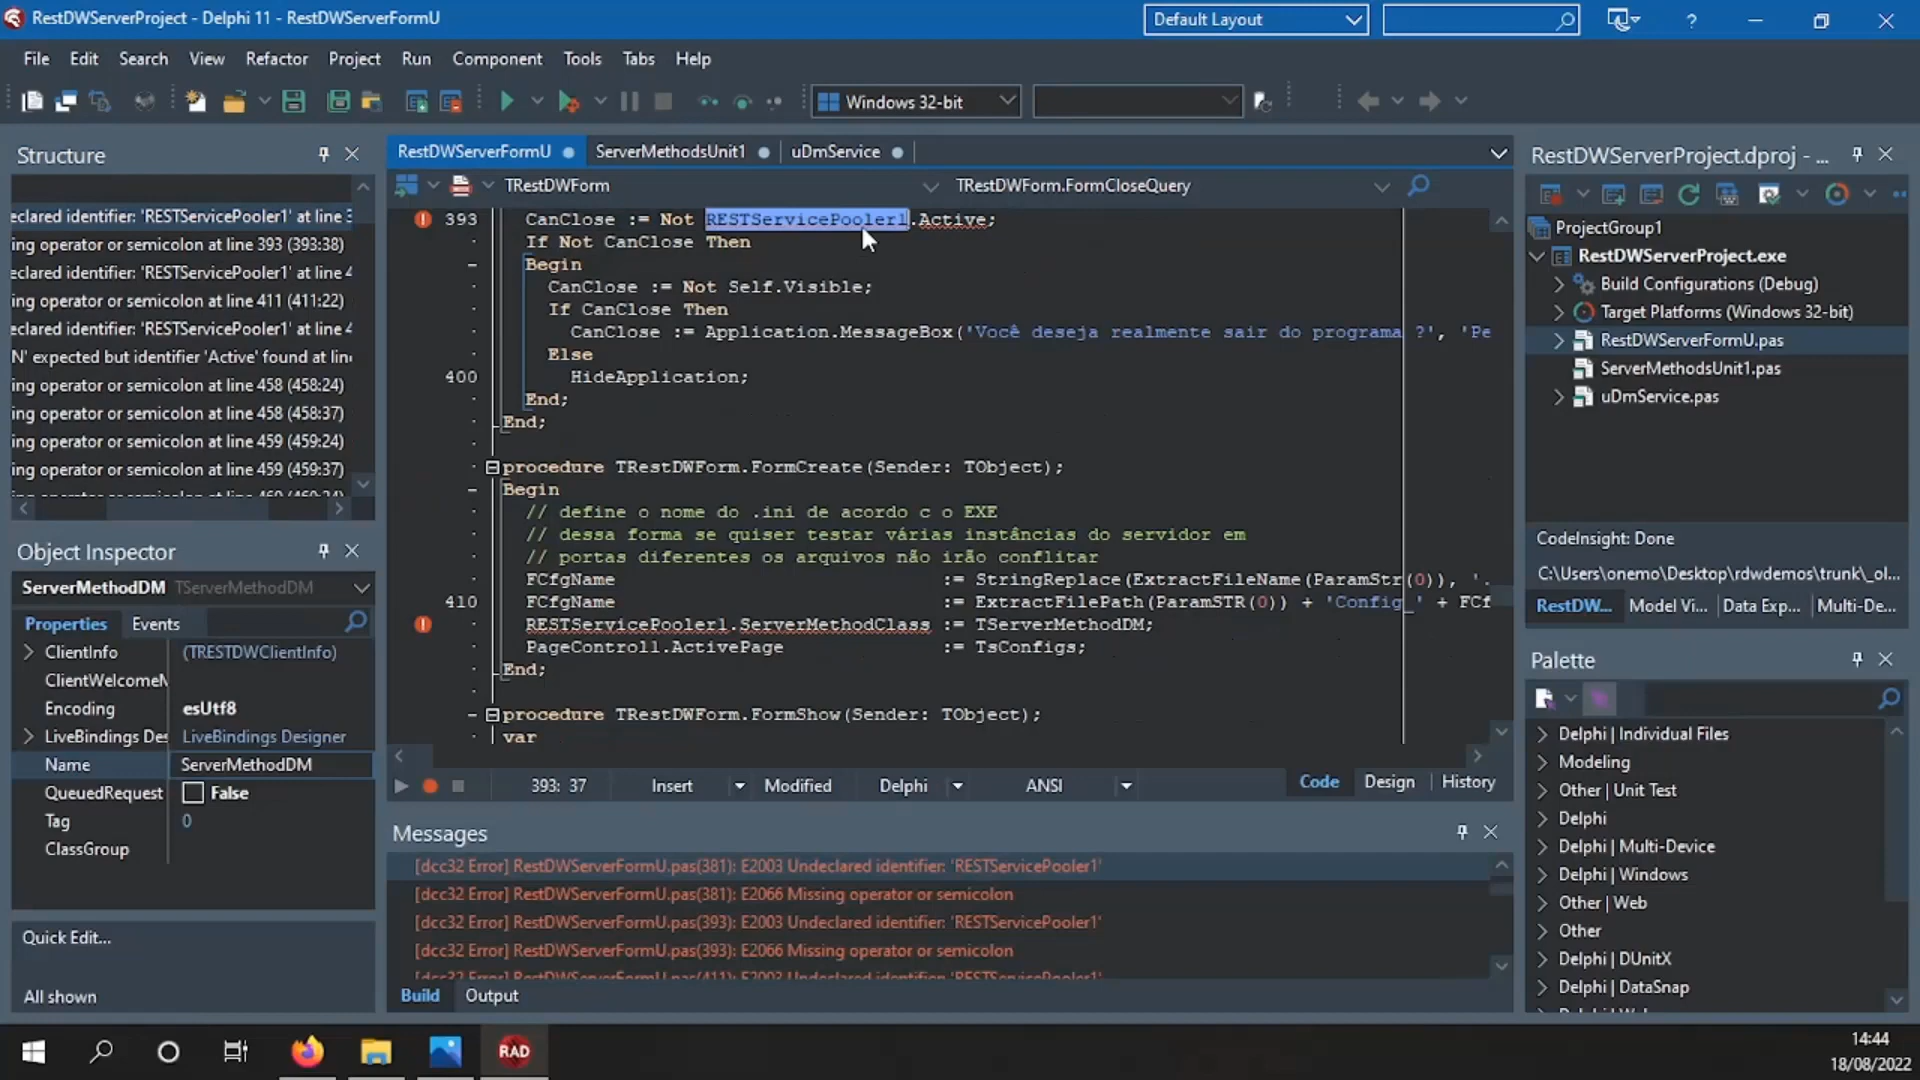 RestDWServerProject - Delphi 11 - RestDWServerFormU
Default Layout
?
File Edit Search View Refactor Project Run Component Tools Tabs Help
Windows 32-bit
Structure
eclared identifier: 'RESTServicePooler1' at line 3
ing operator or semicolon at line 393 (393:38)
eclared identifier: 'RESTServicePooler1' at line 4
ing operator or semicolon at line 411 (411:22)
eclared identifier: 'RESTServicePooler1' at line 4
N' expected but identifier 'Active' found at line
ing operator or semicolon at line 458 (458:24)
ing operator or semicolon at line 458 (458:37)
ing operator or semicolon at line 459 (459:24)
ing operator or semicolon at line 459 (459:37)
Object Inspector
ServerMethodDM TServerMethodDM
Properties Events
ClientInfo (TRESTDWClientInfo)
ClientWelcomeM
Encoding esUtf8
LiveBindings Des LiveBindings Designer
Name ServerMethodDM
QueuedRequest False
Tag 0
ClassGroup
Quick Edit...
All shown
RestDWServerFormU ServerMethodsUnit1 uDmService
TRestDWForm TRestDWForm.FormCloseQuery
393 CanClose := Not RESTServicePooler1.Active;
If Not CanClose Then
Begin
CanClose := Not Self.Visible;
If CanClose Then
CanClose := Application.MessageBox('Você deseja realmente sair do programa ?', 'Pe
Else
400 HideApplication;
End;
End;
procedure TRestDWForm.FormCreate(Sender: TObject);
Begin
// define o nome do .ini de acordo c o EXE
// dessa forma se quiser testar várias instâncias do servidor em
// portas diferentes os arquivos não irão conflitar
FCfgName := StringReplace(ExtractFileName(ParamStr(0)), '.
410 FCfgName := ExtractFilePath(ParamSTR(0)) + 'Config_' + FCf
RESTServicePooler1.ServerMethodClass := TServerMethodDM;
PageControl1.ActivePage := TsConfigs;
End;
procedure TRestDWForm.FormShow(Sender: TObject);
var
393: 37 Insert Modified Delphi ANSI Code Design History
Messages
[dcc32 Error] RestDWServerFormU.pas(381): E2003 Undeclared identifier: 'RESTServicePooler1'
[dcc32 Error] RestDWServerFormU.pas(381): E2066 Missing operator or semicolon
[dcc32 Error] RestDWServerFormU.pas(393): E2003 Undeclared identifier: 'RESTServicePooler1'
[dcc32 Error] RestDWServerFormU.pas(393): E2066 Missing operator or semicolon
[dcc32 Error] RestDWServerFormU.pas(411): E2003 Undeclared identifier: 'RESTServicePooler1'
Build Output
RestDWServerProject.dproj - ...
ProjectGroup1
RestDWServerProject.exe
Build Configurations (Debug)
Target Platforms (Windows 32-bit)
RestDWServerFormU.pas
ServerMethodsUnit1.pas
uDmService.pas
CodeInsight: Done
C:\Users\onemo\Desktop\rdwdemos\trunk\_ol...
RestDW... Model Vi... Data Exp... Multi-De...
Palette
Delphi | Individual Files
Modeling
Other | Unit Test
Delphi
Delphi | Multi-Device
Delphi | Windows
Other | Web
Other
Delphi | DUnitX
Delphi | DataSnap
RAD
14:44
18/08/2022